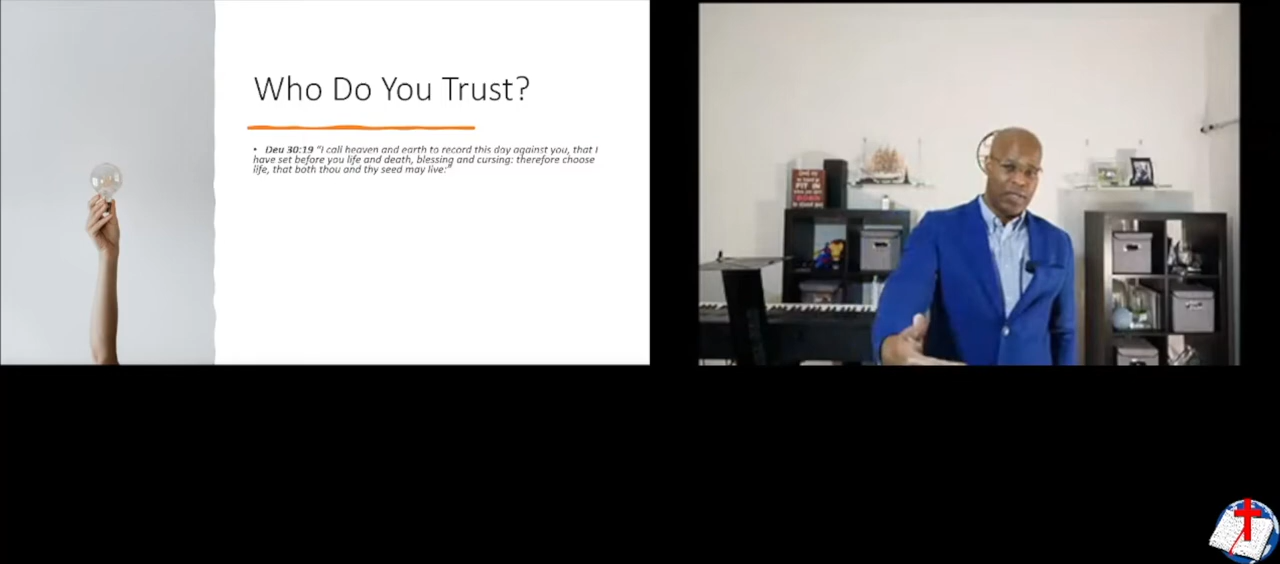 Who Do You Trust?
• Deu 30:19 “I call heaven and earth to record this day against you, that I
have set before you life and death, blessing and cursing: therefore choose
life, that both thou and thy seed may live:”
FIT IN